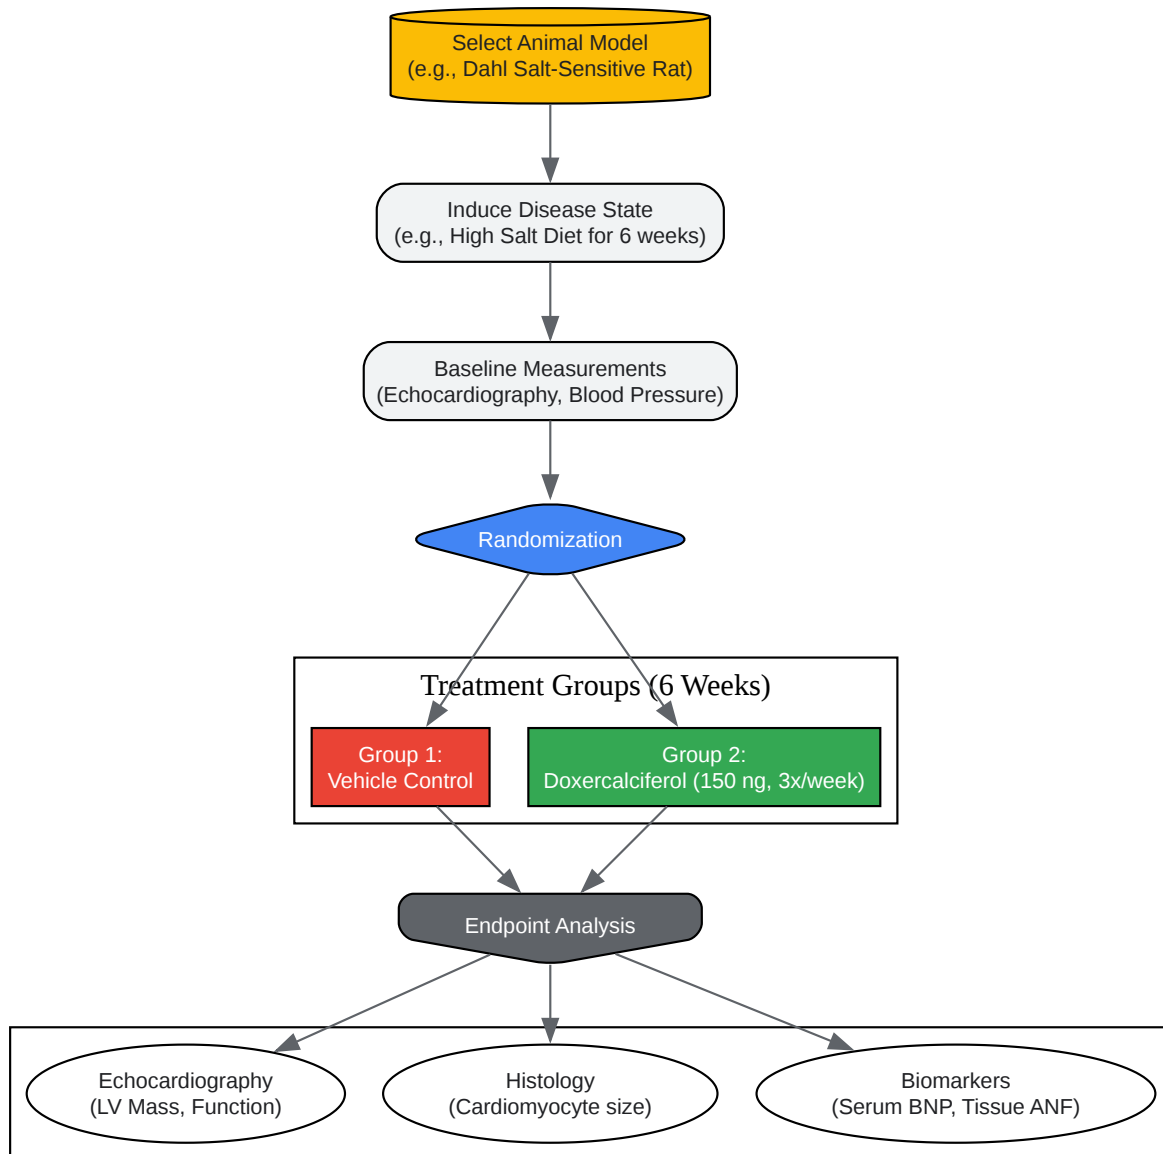 Select Animal Model
(e.g., Dahl Salt-Sensitive Rat)
Induce Disease State
(e.g., High Salt Diet for 6 weeks)
Baseline Measurements
(Echocardiography, Blood Pressure)
Randomization
Treatment Groups (6 Weeks)
Group 1:
Vehicle Control
Group 2:
Doxercalciferol (150 ng, 3x/week)
Endpoint Analysis
Echocardiography
(LV Mass, Function)
Histology
(Cardiomyocyte size)
Biomarkers
(Serum BNP, Tissue ANF)